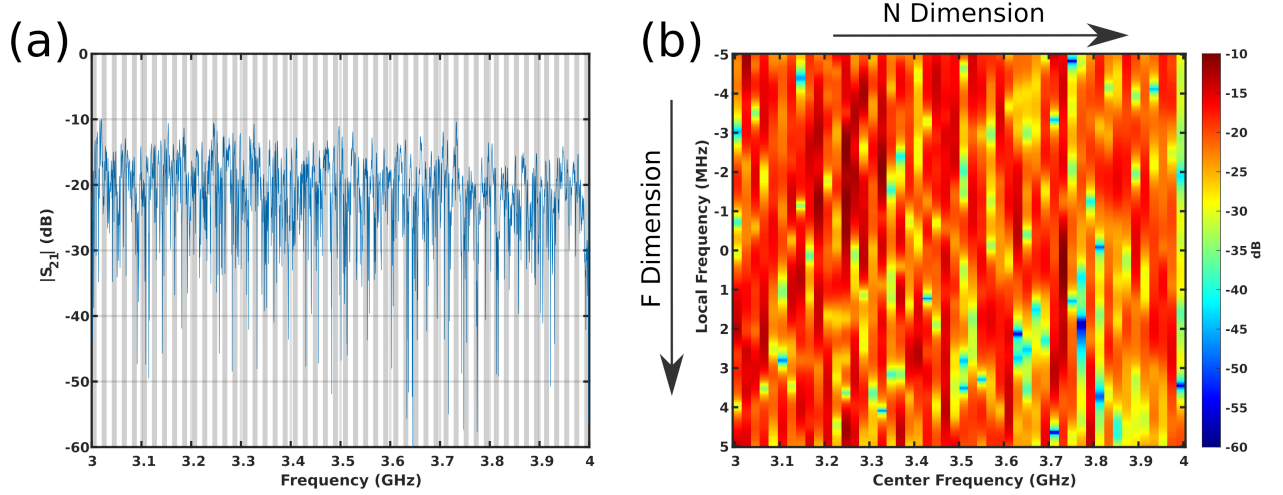 (a)
0
-10
-20
-30
-40
-50
-60
|S21| (dB)
3 3.1 3.2 3.3 3.4 3.5 3.6 3.7 3.8 3.9 4
Frequency (GHz)
(b)
N Dimension
F Dimension
Local Frequency (MHz)
-5
-4
-3
-2
-1
0
1
2
3
4
5
3 3.1 3.2 3.3 3.4 3.5 3.6 3.7 3.8 3.9 4
Center Frequency (GHz)
-10
-15
-20
-25
-30
-35
-40
-45
-50
-55
-60
dB